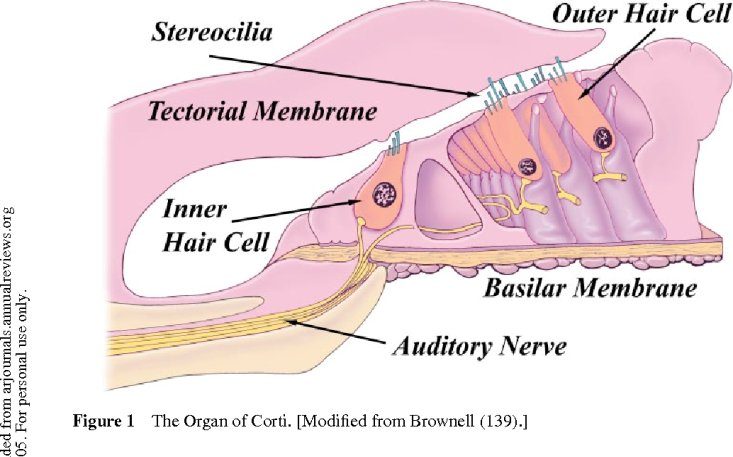 Outer Hair Cell
Stereocilia
Tectorial Membrane
Inner
Hair Cell
Basilar Membrane
Auditory Nerve
Figure 1 The Organ of Corti. [Modified from Brownell (139).]
ded from arjournals.annualreviews.org
05. For personal use only.